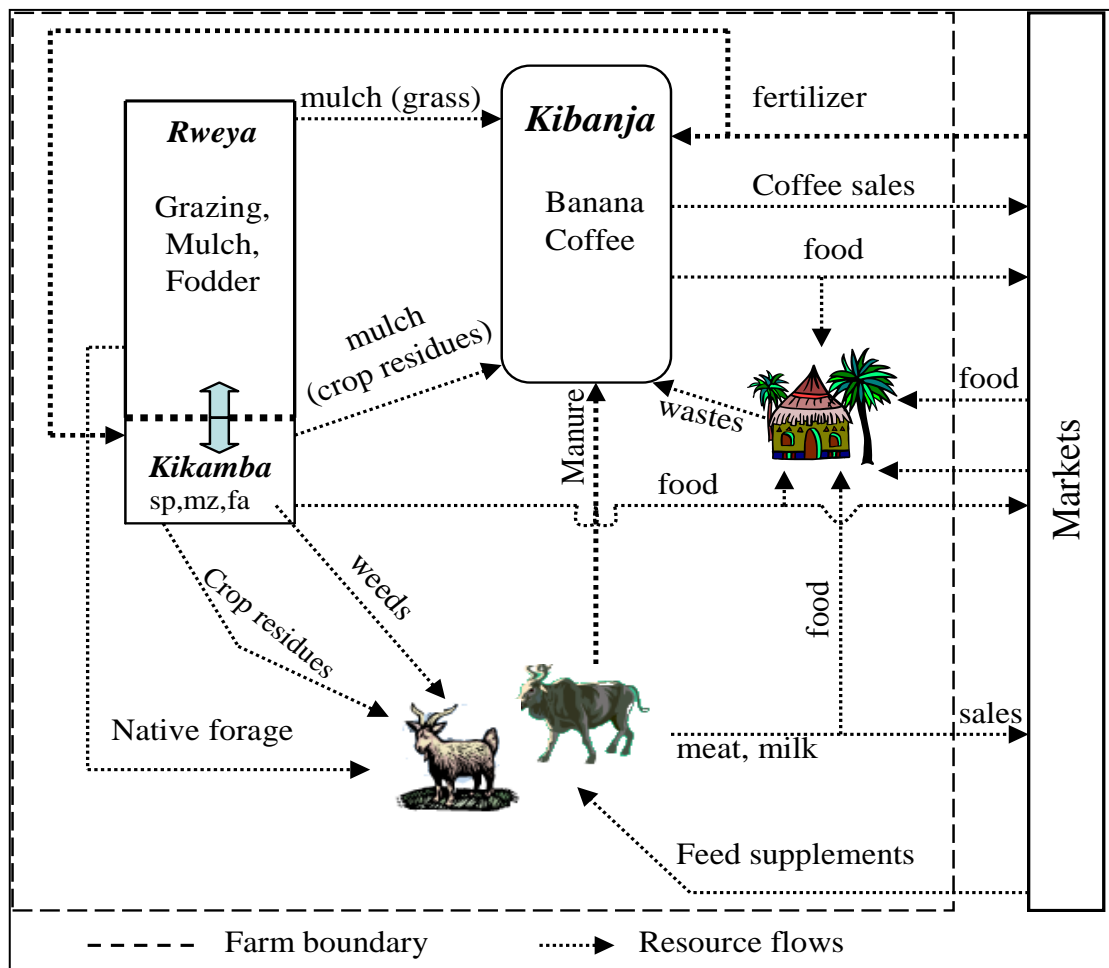 mulch (grass)
Rweya
Grazing,
Mulch,
Fodder
Kibanja
Banana
Coffee
fertilizer
Coffee sales
food
mulch
(crop residues)
Manure
wastes
food
Kikamba
sp,mz,fa
food
Markets
Crop residues
weeds
food
Native forage
meat, milk
sales
Feed supplements
Farm boundary
Resource flows